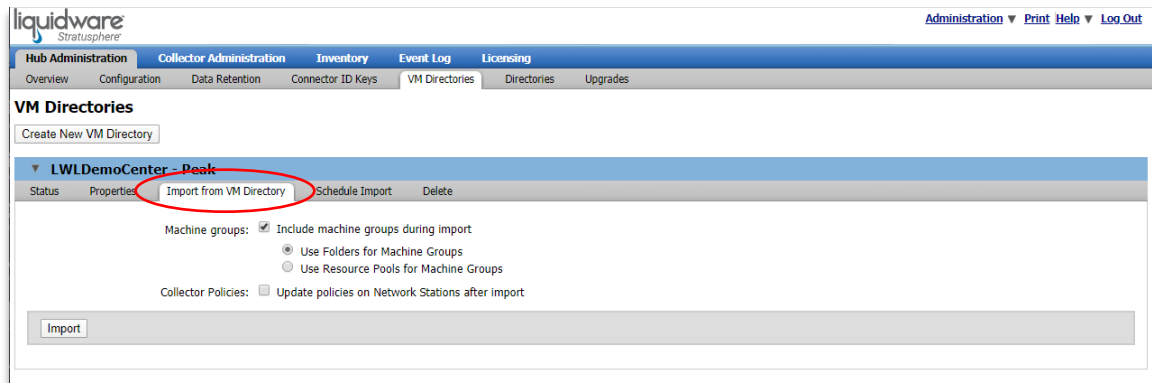 liquidware
Stratusphere
Administration ▼ Print Help ▼ Log Out
Hub Administration Collector Administration Inventory Event Log Licensing
Overview Configuration Data Retention Connector ID Keys VM Directories Directories Upgrades
VM Directories
Create New VM Directory
▼ LWLDemoCenter - Peak
Status Properties Import from VM Directory Schedule Import Delete
Machine groups: Include machine groups during import
Use Folders for Machine Groups
Use Resource Pools for Machine Groups
Collector Policies: Update policies on Network Stations after import
Import